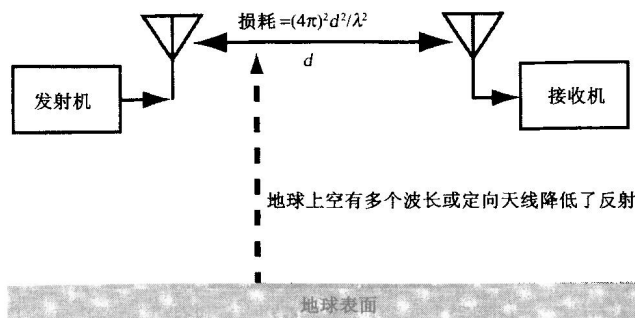 损耗=(4π)²d²/λ²
d
发射机
接收机
地球上空有多个波长或定向天线降低了反射
地球表面